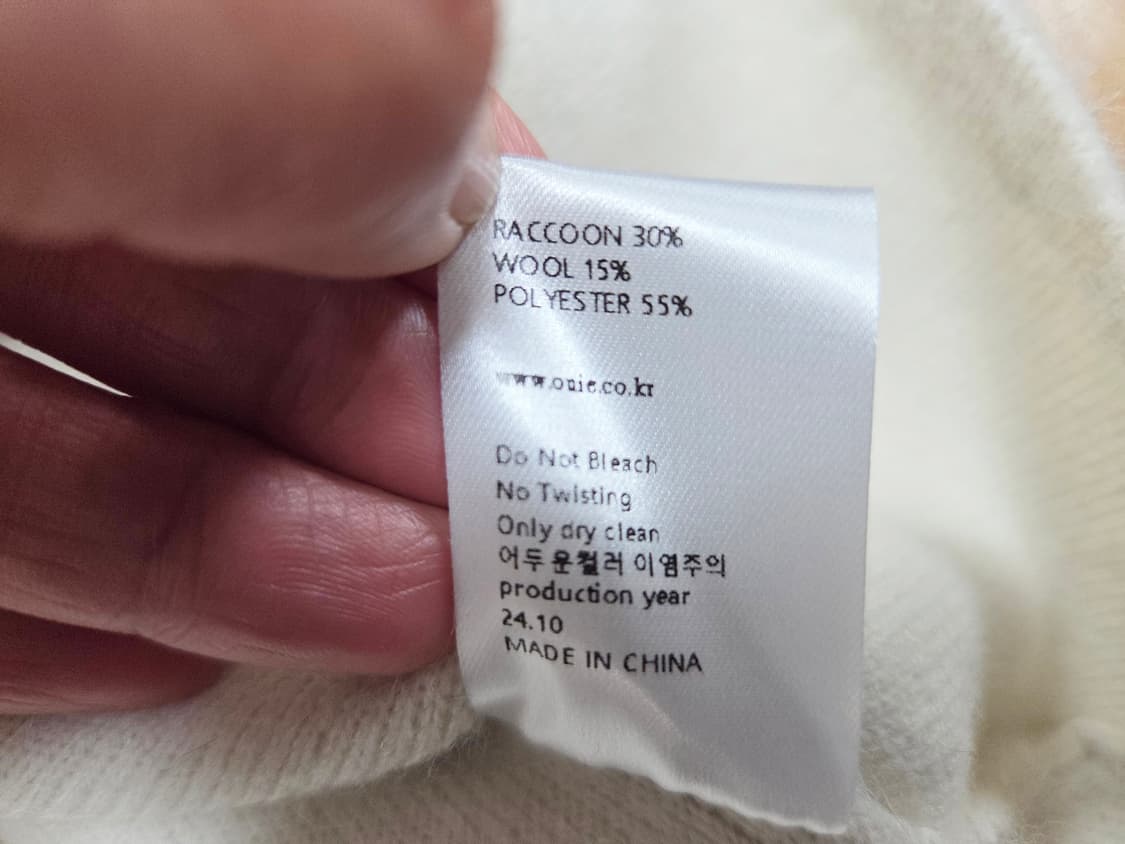 RACCOON 30%
WOOL 15%
POLYESTER 55%
www.onie.co.kr
Do Not Bleach
No Twisting
Only dry clean
어두운컬러 이염주의
production year
24.10
MADE IN CHINA